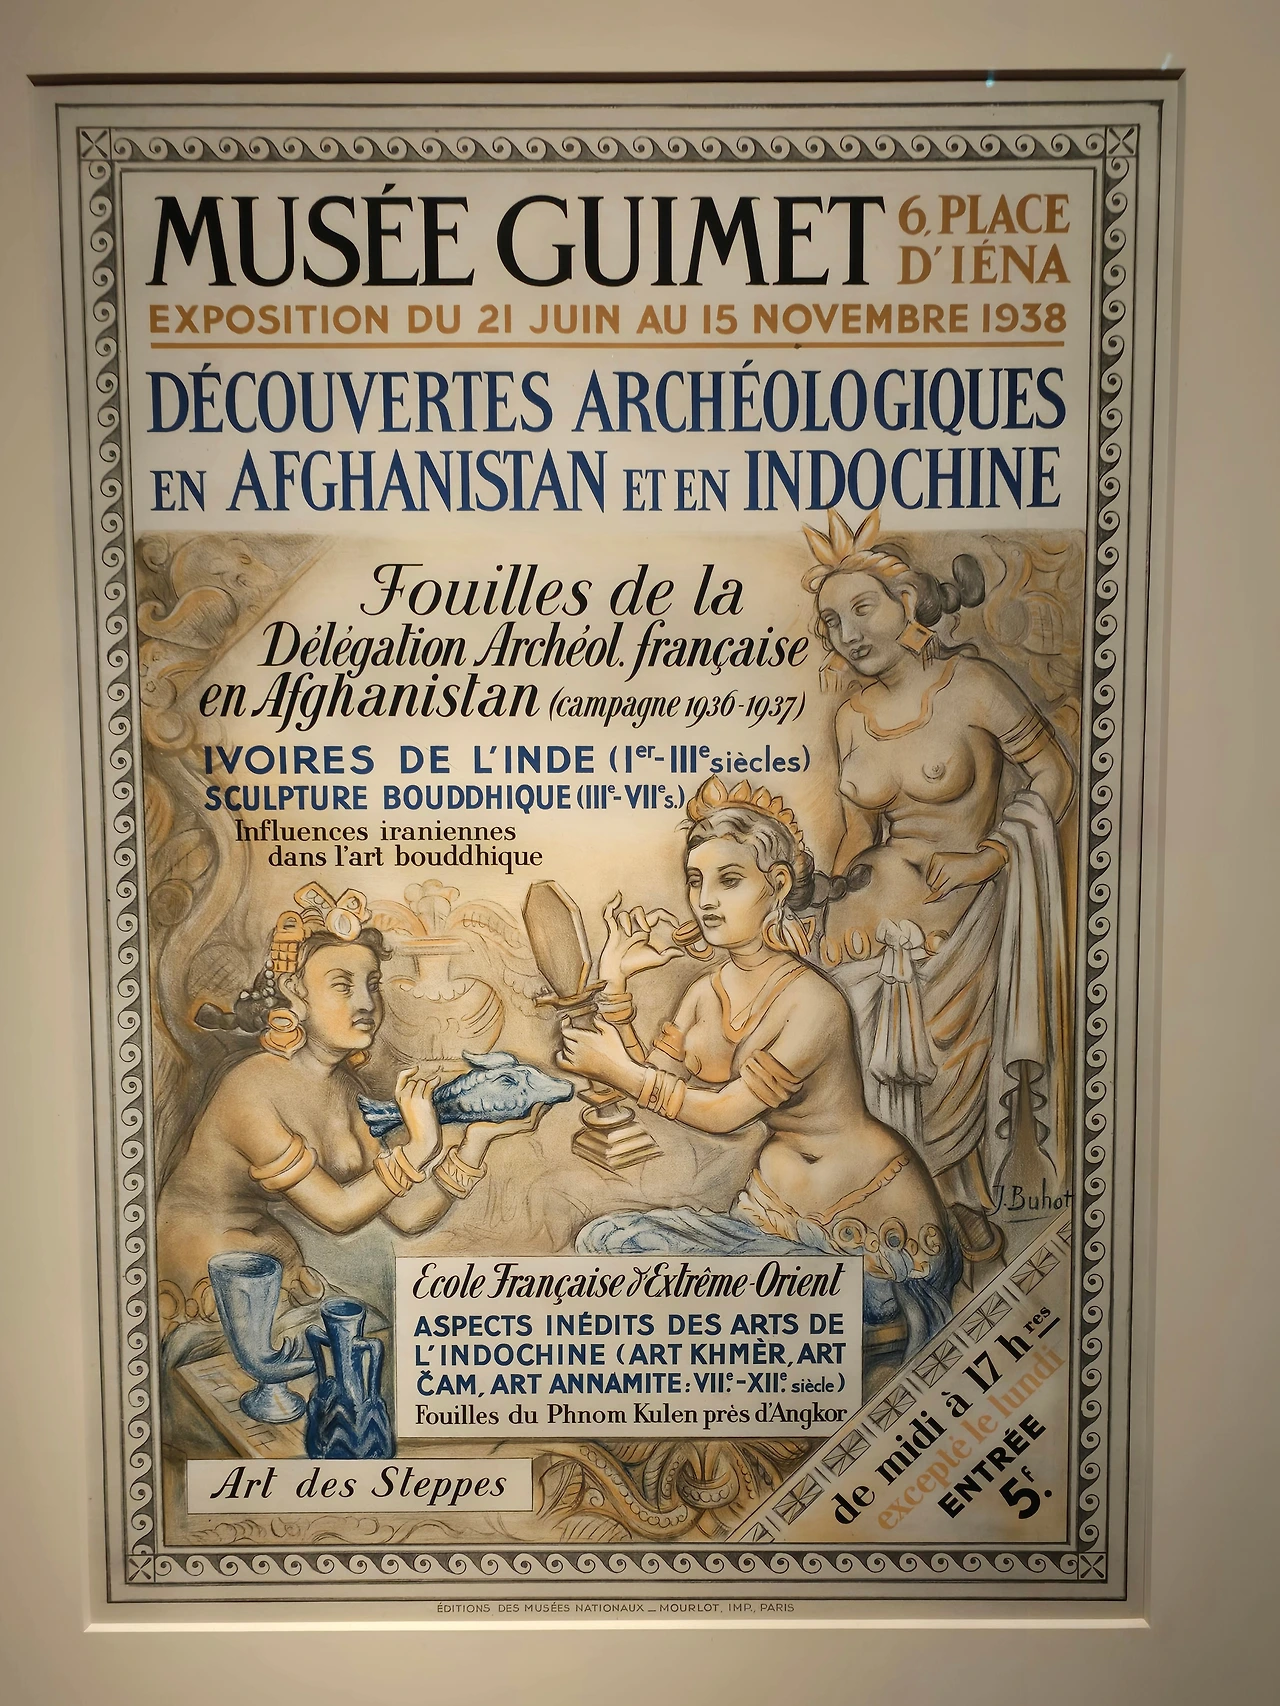 MUSÉE GUIMET
6, PLACE
D'IÉNA
EXPOSITION DU 21 JUIN AU 15 NOVEMBRE 1938
DÉCOUVERTES ARCHÉOLOGIQUES
EN AFGHANISTAN ET EN INDOCHINE
Fouilles de la
Délégation Archéol. française
en Afghanistan (campagne 1936-1937)
IVOIRES DE L'INDE (Ier-IIIe siècles)
SCULPTURE BOUDDHIQUE (IIIe-VIIe s.)
Influences iraniennes
dans l'art bouddhique
J. Buhot
Ecole Française d'Extrême-Orient
ASPECTS INÉDITS DES ARTS DE
L'INDOCHINE (ART KHMÈR, ART
ČAM, ART ANNAMITE: VIIe.-XIIe. siècle)
Fouilles du Phnom Kulen près d'Angkor
Art des Steppes
de midi à 17 hres
excepté le lundi
ENTRÉE
5f.
ÉDITIONS DES MUSÉES NATIONAUX _ MOURLOT, IMP., PARIS